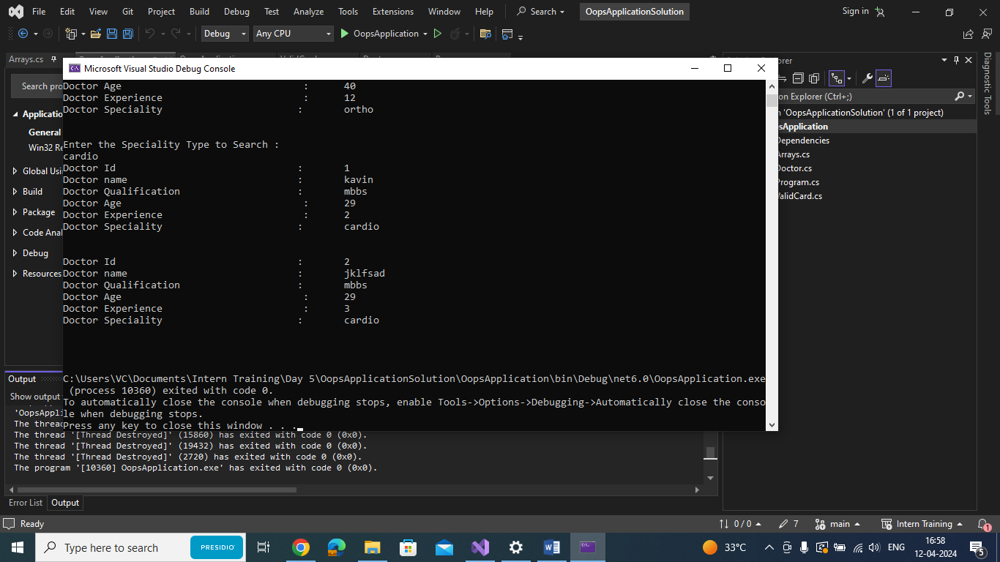 File Edit View Git Project Build Debug Test Analyze Tools Extensions Window Help Search OopsApplicationSolution Sign in
Debug Any CPU OopsApplication
Arrays.cs
Microsoft Visual Studio Debug Console
Search
Application
General
Win32
Global
Build
Package
Code
Debug
Resources
Doctor Age : 40
Doctor Experience : 12
Doctor Speciality : ortho
Enter the Speciality Type to Search :
cardio
Doctor Id : 1
Doctor name : kavin
Doctor Qualification : mbbs
Doctor Age : 29
Doctor Experience : 2
Doctor Speciality : cardio
Doctor Id : 2
Doctor name : jklfsad
Doctor Qualification : mbbs
Doctor Age : 29
Doctor Experience : 3
Doctor Speciality : cardio
C:\Users\VC\Documents\Intern Training\Day 5\OopsApplicationSolution\OopsApplication\bin\Debug\net6.0\OopsApplication.exe
(process 10360) exited with code 0.
To automatically close the console when debugging stops, enable Tools->Options->Debugging->Automatically close the conso
le when debugging stops.
Press any key to close this window . . .
Explorer
Explorer (Ctrl+;)
'OopsApplicationSolution' (1 of 1 project)
Dependencies
Arrays.cs
Doctor.cs
Program.cs
ValidCard.cs
Diagnostic Tools
Output
Show output
The thread
The thread '[Thread Destroyed]' (15860) has exited with code 0 (0x0).
The thread '[Thread Destroyed]' (19432) has exited with code 0 (0x0).
The thread '[Thread Destroyed]' (2720) has exited with code 0 (0x0).
The program '[10360] OopsApplication.exe' has exited with code 0 (0x0).
Error List Output
Ready 0 / 0 7 main Intern Training 1
Type here to search PRESIDIO 33°C ENG 16:58
12-04-2024 5